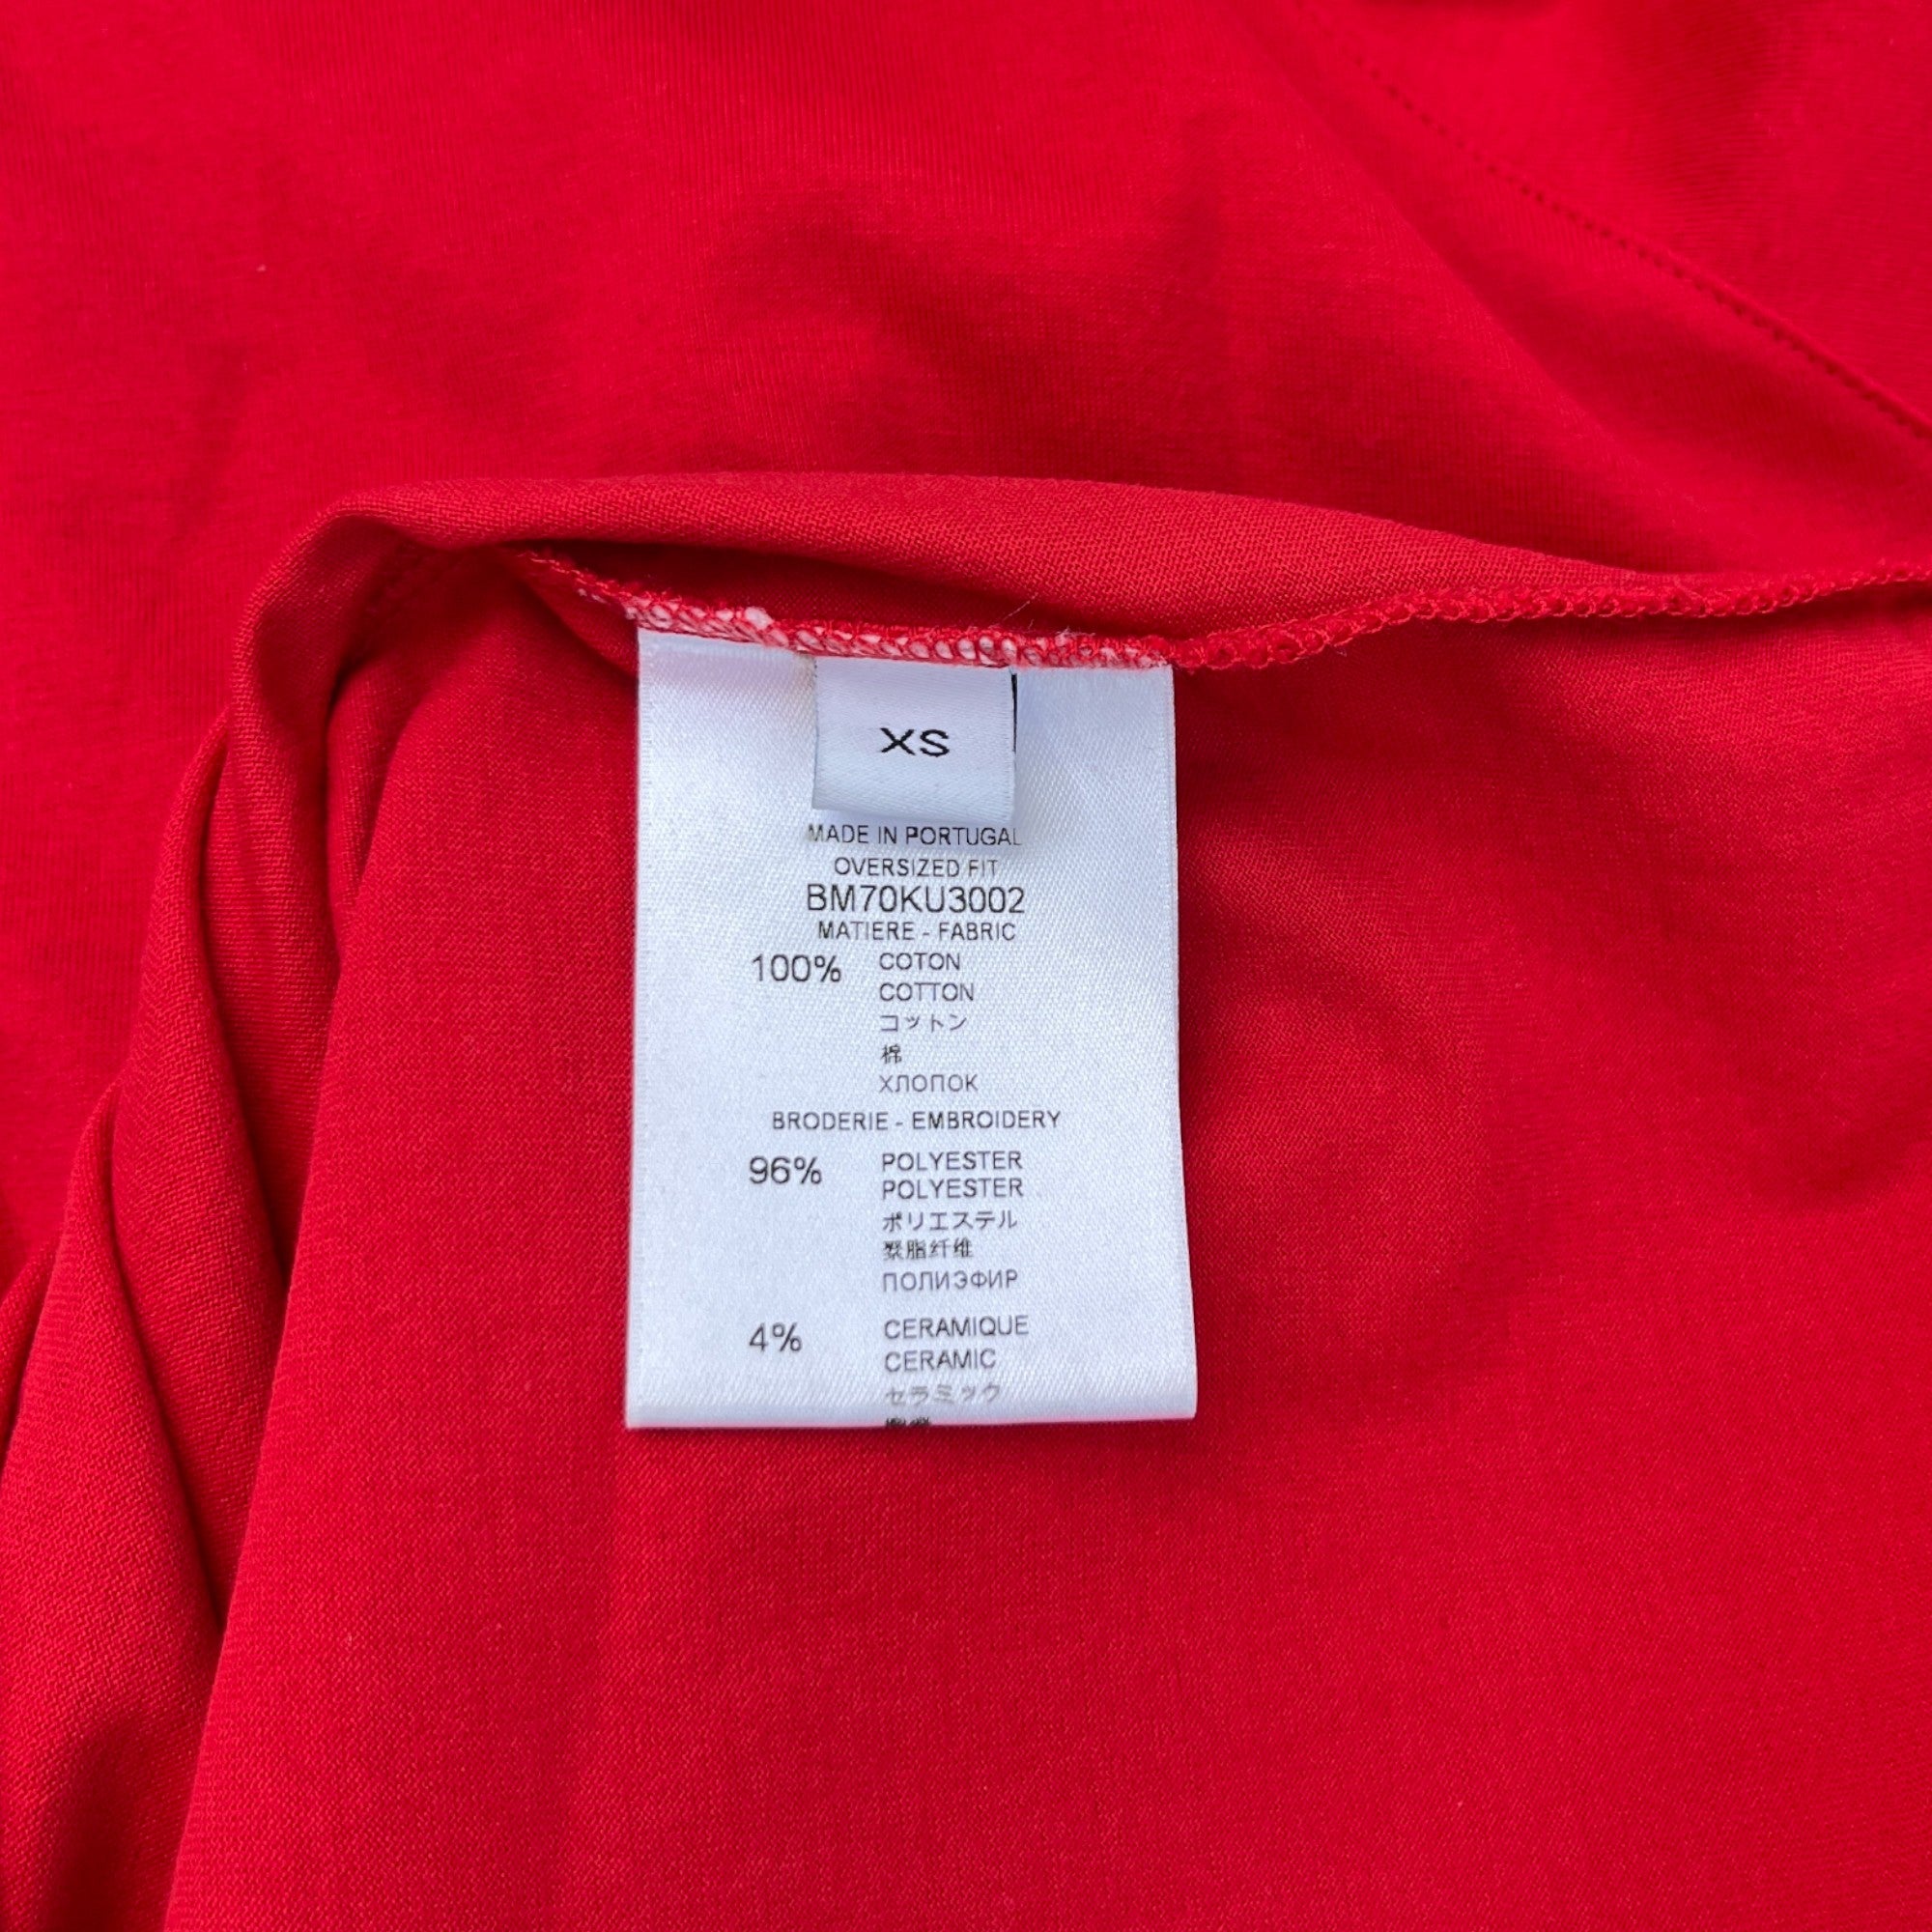 XS
MADE IN PORTUGAL
OVERSIZED FIT
BM70KU3002
MATIERE - FABRIC
100% COTON
COTTON
コットン
棉
ХЛОПОК
BRODERIE - EMBROIDERY
96% POLYESTER
POLYESTER
ポリエステル
聚脂纤维
ПОЛИЭФИР
4% CERAMIQUE
CERAMIC
セラミック